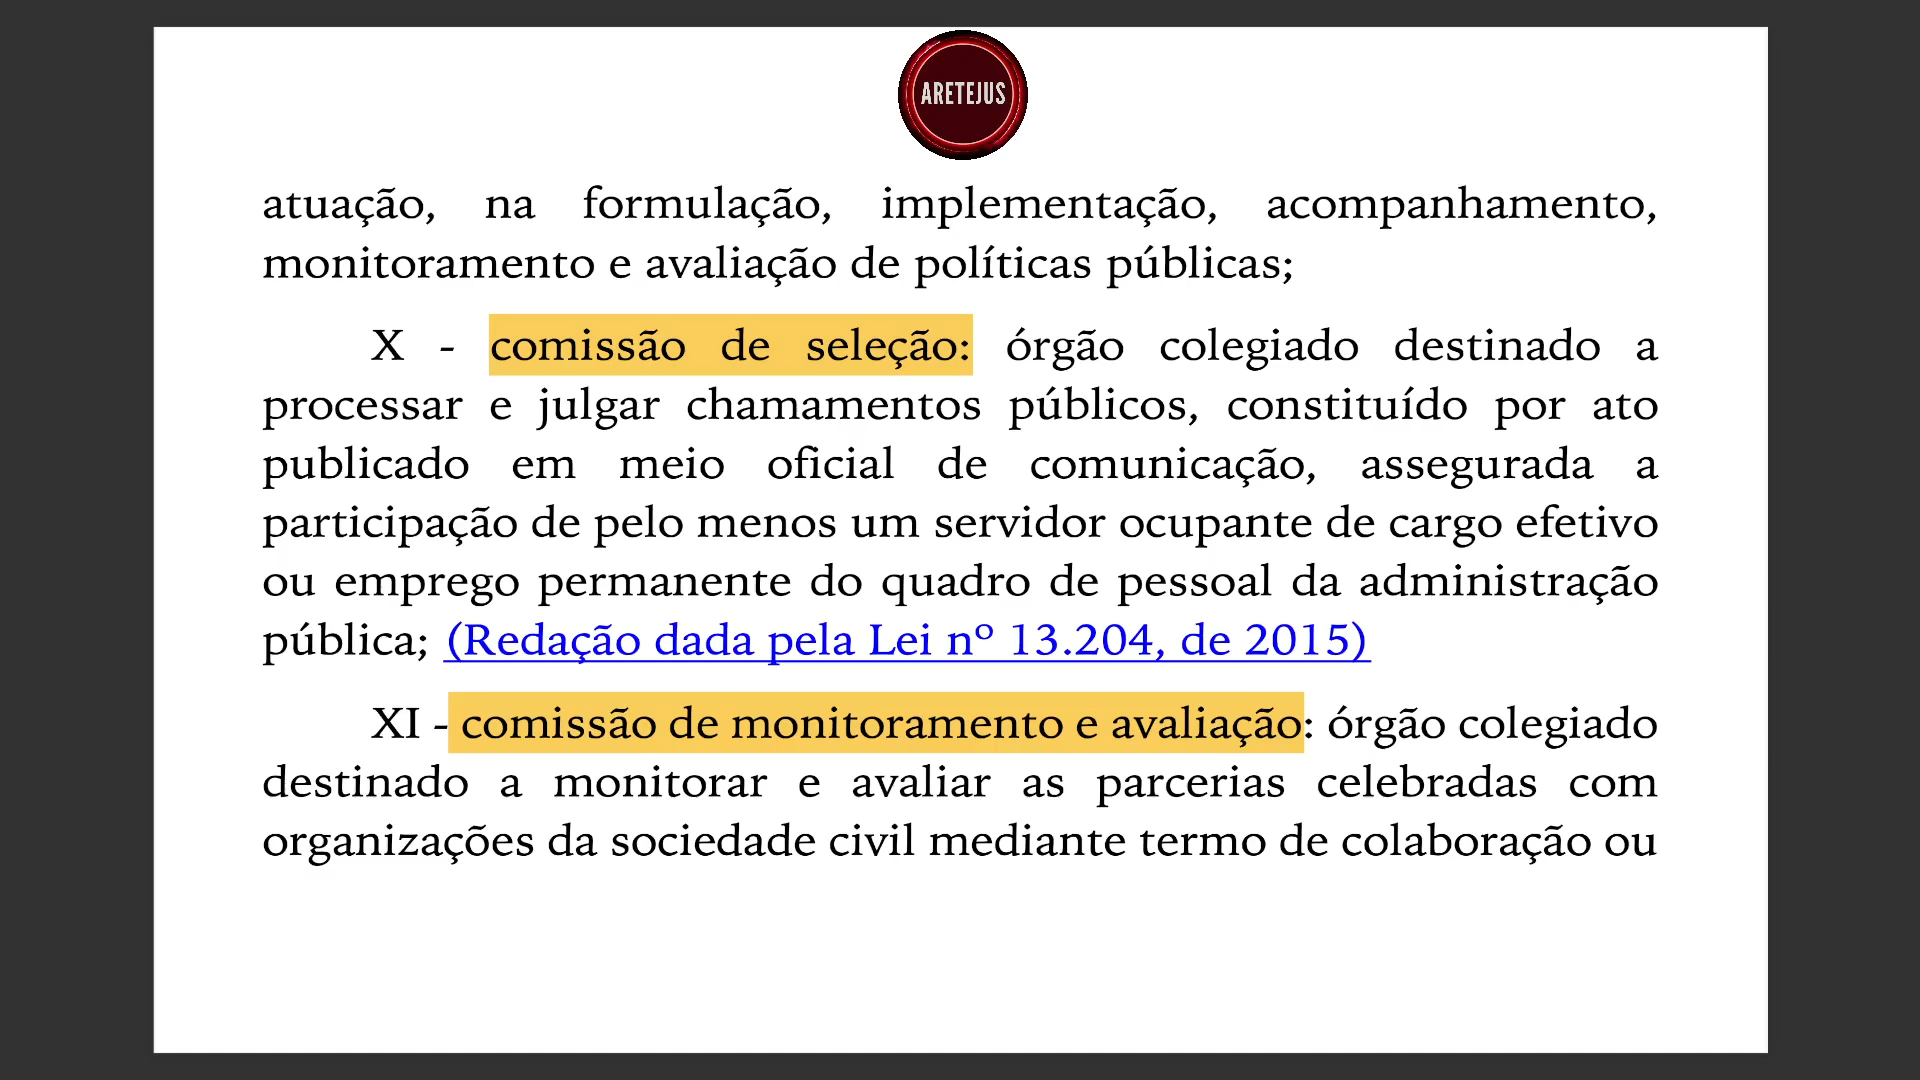 ARETEJUS
atuação, na formulação, implementação, acompanhamento,
monitoramento e avaliação de políticas públicas;
X - comissão de seleção: órgão colegiado destinado a
processar e julgar chamamentos públicos, constituído por ato
publicado em meio oficial de comunicação, assegurada a
participação de pelo menos um servidor ocupante de cargo efetivo
ou emprego permanente do quadro de pessoal da administração
pública; (Redação dada pela Lei nº 13.204, de 2015)
XI - comissão de monitoramento e avaliação: órgão colegiado
destinado a monitorar e avaliar as parcerias celebradas com
organizações da sociedade civil mediante termo de colaboração ou